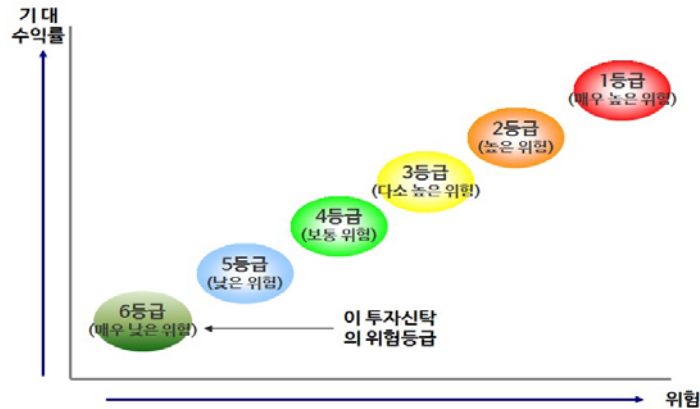 기 대
수익률
1등급
(매우 높은 위험)
2등급
(높은 위험)
3등급
(다소 높은 위험)
4등급
(보통 위험)
5등급
(낮은 위험)
6등급
(매우 낮은 위험)
이 투자신탁
의 위험등급
위험